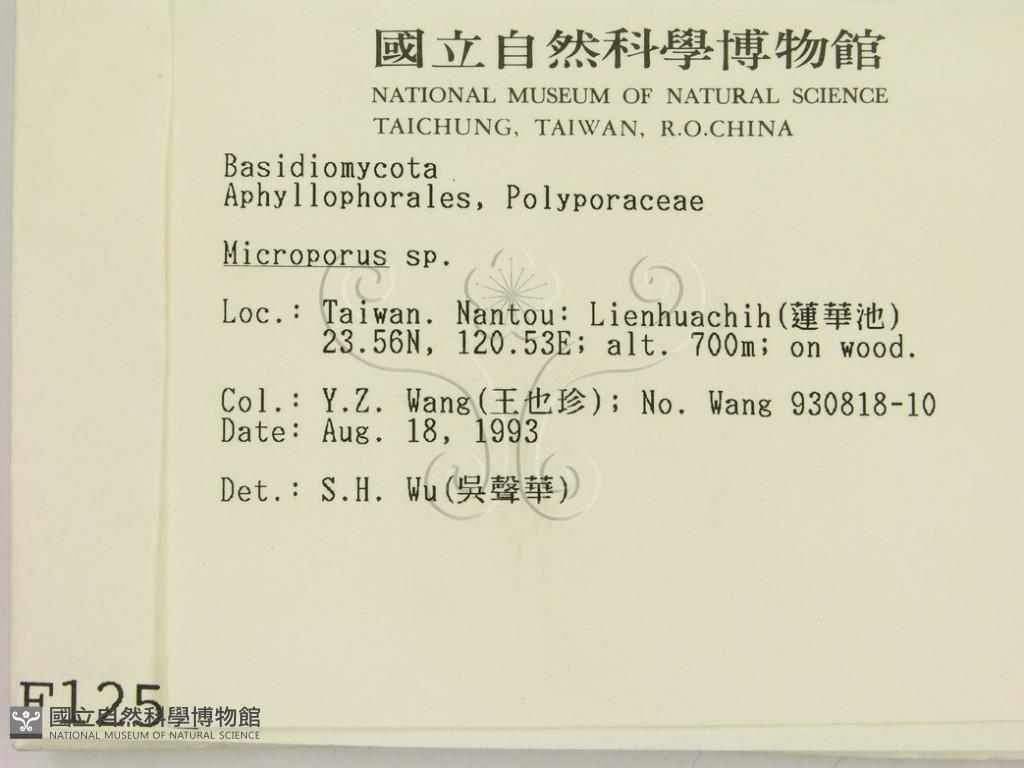 國立自然科學博物館
NATIONAL MUSEUM OF NATURAL SCIENCE
TAICHUNG, TAIWAN, R.O.CHINA
Basidiomycota
Aphyllophorales, Polyporaceae
Microporus sp.
Loc.: Taiwan. Nantou: Lienhuachih(蓮華池)
23.56N, 120.53E; alt. 700m; on wood.
Col.: Y.Z. Wang(王也珍); No. Wang 930818-10
Date: Aug. 18, 1993
Det.: S.H. Wu(吳聲華)
F125
國立自然科學博物館
NATIONAL MUSEUM OF NATURAL SCIENCE